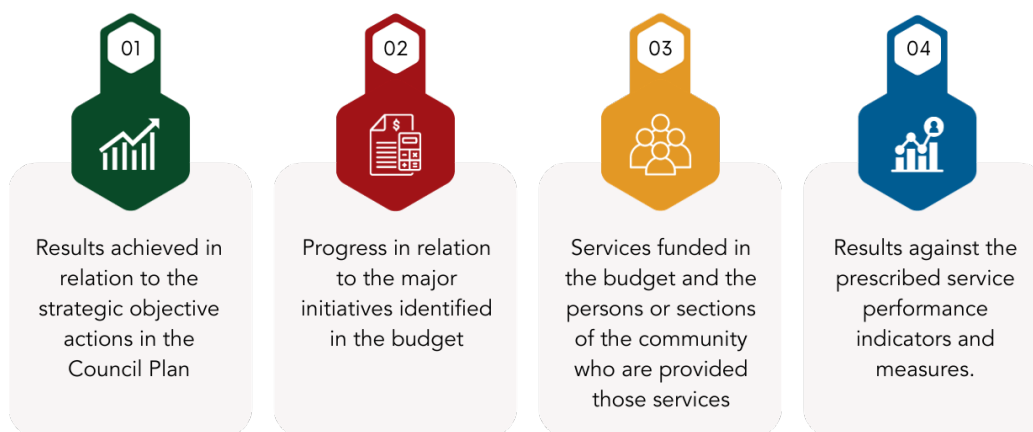 01
Results achieved in
relation to the
strategic objective
actions in the
Council Plan
02
$
Progress in relation
to the major
initiatives identified
in the budget
03
Services funded in
the budget and the
persons or sections
of the community
who are provided
those services
04
Results against the
prescribed service
performance
indicators and
measures.